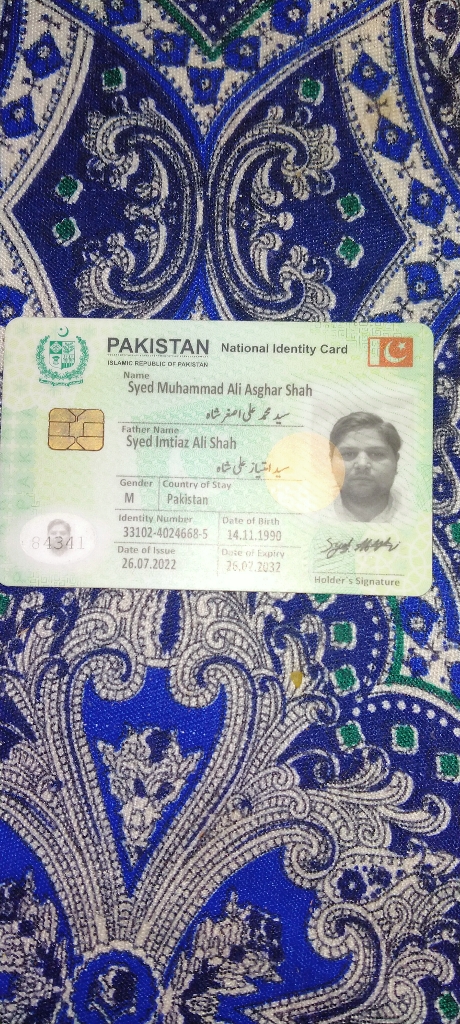 PAKISTAN National Identity Card
ISLAMIC REPUBLIC OF PAKISTAN
Name
Syed Muhammad Ali Asghar Shah
سید محمد علی اصغر شاہ
Father Name
Syed Imtiaz Ali Shah
سید امتیاز علی شاہ
Gender Country of Stay
M Pakistan
Identity Number Date of Birth
33102-4024668-5 14.11.1990
Date of Issue Date of Expiry
26.07.2022 26.07.2032
84341
Holder's Signature